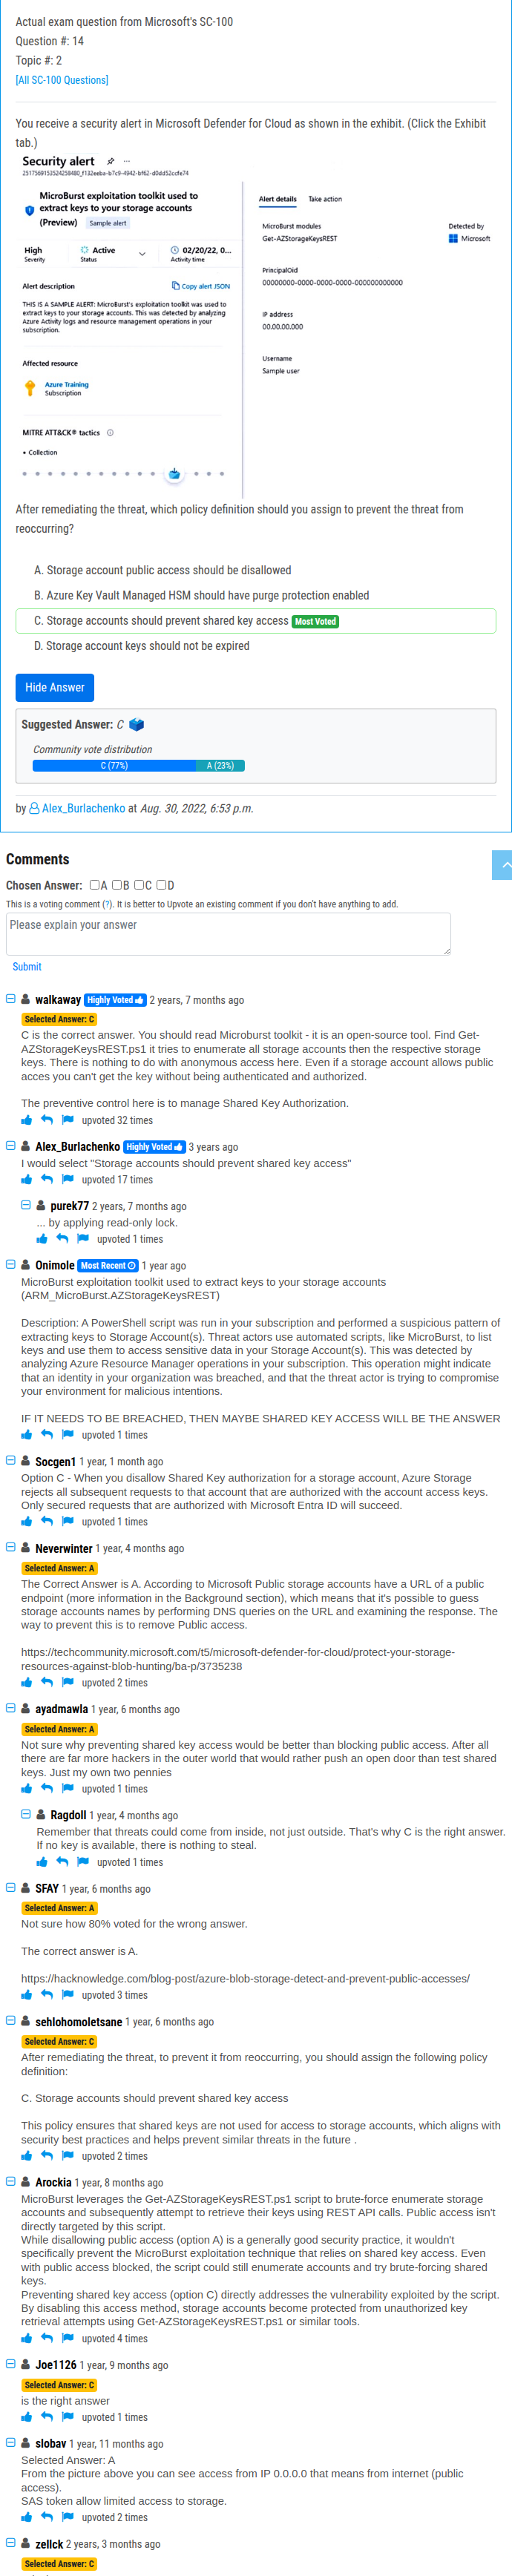 Actual exam question from Microsoft's SC-100
Question #: 14
Topic #: 2
[All SC-100 Questions]
You receive a security alert in Microsoft Defender for Cloud as shown in the exhibit. (Click the Exhibit
tab.)
Security alert
2517569153524258480_f132eeba-b7c9-4942-bf62-d0dd52ccfe74
MicroBurst exploitation toolkit used to
extract keys to your storage accounts
(Preview) Sample alert
High
Severity
Active
Status
02/20/22, 0...
Activity time
Alert description
Copy alert JSON
THIS IS A SAMPLE ALERT: MicroBurst's exploitation toolkit was used to
extract keys to your storage accounts. This was detected by analyzing
Azure Activity logs and resource management operations in your
subscription.
Affected resource
Azure Training
Subscription
MITRE ATT&CK® tactics
• Collection
Alert details Take action
MicroBurst modules
Get-AZStorageKeysREST
Detected by
Microsoft
PrincipalOid
00000000-0000-0000-0000-000000000000
IP address
00.00.00.000
Username
Sample user
After remediating the threat, which policy definition should you assign to prevent the threat from
reoccurring?
A. Storage account public access should be disallowed
B. Azure Key Vault Managed HSM should have purge protection enabled
C. Storage accounts should prevent shared key access Most Voted
D. Storage account keys should not be expired
Hide Answer
Suggested Answer: C
Community vote distribution
C (77%) A (23%)
by Alex_Burlachenko at Aug. 30, 2022, 6:53 p.m.
Comments
Chosen Answer: A B C D
This is a voting comment (?). It is better to Upvote an existing comment if you don't have anything to add.
Please explain your answer
Submit
walkaway Highly Voted 2 years, 7 months ago
Selected Answer: C
C is the correct answer. You should read Microburst toolkit - it is an open-source tool. Find Get-
AZStorageKeysREST.ps1 it tries to enumerate all storage accounts then the respective storage
keys. There is nothing to do with anonymous access here. Even if a storage account allows public
acces you can't get the key without being authenticated and authorized.
The preventive control here is to manage Shared Key Authorization.
upvoted 32 times
Alex_Burlachenko Highly Voted 3 years ago
I would select "Storage accounts should prevent shared key access"
upvoted 17 times
purek77 2 years, 7 months ago
... by applying read-only lock.
upvoted 1 times
Onimole Most Recent 1 year ago
MicroBurst exploitation toolkit used to extract keys to your storage accounts
(ARM_MicroBurst.AZStorageKeysREST)
Description: A PowerShell script was run in your subscription and performed a suspicious pattern of
extracting keys to Storage Account(s). Threat actors use automated scripts, like MicroBurst, to list
keys and use them to access sensitive data in your Storage Account(s). This was detected by
analyzing Azure Resource Manager operations in your subscription. This operation might indicate
that an identity in your organization was breached, and that the threat actor is trying to compromise
your environment for malicious intentions.
IF IT NEEDS TO BE BREACHED, THEN MAYBE SHARED KEY ACCESS WILL BE THE ANSWER
upvoted 1 times
Socgen1 1 year, 1 month ago
Option C - When you disallow Shared Key authorization for a storage account, Azure Storage
rejects all subsequent requests to that account that are authorized with the account access keys.
Only secured requests that are authorized with Microsoft Entra ID will succeed.
upvoted 1 times
Neverwinter 1 year, 4 months ago
Selected Answer: A
The Correct Answer is A. According to Microsoft Public storage accounts have a URL of a public
endpoint (more information in the Background section), which means that it's possible to guess
storage accounts names by performing DNS queries on the URL and examining the response. The
way to prevent this is to remove Public access.
https://techcommunity.microsoft.com/t5/microsoft-defender-for-cloud/protect-your-storage-
resources-against-blob-hunting/ba-p/3735238
upvoted 2 times
ayadmawla 1 year, 6 months ago
Selected Answer: A
Not sure why preventing shared key access would be better than blocking public access. After all
there are far more hackers in the outer world that would rather push an open door than test shared
keys. Just my own two pennies
upvoted 1 times
Ragdoll 1 year, 4 months ago
Remember that threats could come from inside, not just outside. That's why C is the right answer.
If no key is available, there is nothing to steal.
upvoted 1 times
SFAY 1 year, 6 months ago
Selected Answer: A
Not sure how 80% voted for the wrong answer.
The correct answer is A.
https://hacknowledge.com/blog-post/azure-blob-storage-detect-and-prevent-public-accesses/
upvoted 3 times
sehlohomoletsane 1 year, 6 months ago
Selected Answer: C
After remediating the threat, to prevent it from reoccurring, you should assign the following policy
definition:
C. Storage accounts should prevent shared key access
This policy ensures that shared keys are not used for access to storage accounts, which aligns with
security best practices and helps prevent similar threats in the future .
upvoted 2 times
Arockia 1 year, 8 months ago
MicroBurst leverages the Get-AZStorageKeysREST.ps1 script to brute-force enumerate storage
accounts and subsequently attempt to retrieve their keys using REST API calls. Public access isn't
directly targeted by this script.
While disallowing public access (option A) is a generally good security practice, it wouldn't
specifically prevent the MicroBurst exploitation technique that relies on shared key access. Even
with public access blocked, the script could still enumerate accounts and try brute-forcing shared
keys.
Preventing shared key access (option C) directly addresses the vulnerability exploited by the script.
By disabling this access method, storage accounts become protected from unauthorized key
retrieval attempts using Get-AZStorageKeysREST.ps1 or similar tools.
upvoted 4 times
Joe1126 1 year, 9 months ago
Selected Answer: C
is the right answer
upvoted 1 times
slobav 1 year, 11 months ago
Selected Answer: A
From the picture above you can see access from IP 0.0.0.0 that means from internet (public
access).
SAS token allow limited access to storage.
upvoted 2 times
zellck 2 years, 3 months ago
Selected Answer: C